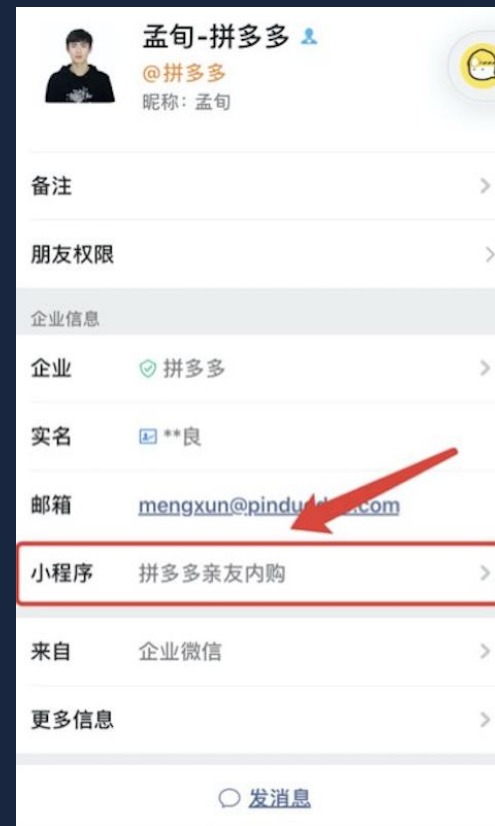 孟旬-拼多多
@拼多多
昵称：孟旬
备注
朋友权限
企业信息
企业 拼多多
实名 **良
邮箱 mengxun@pindu .com
小程序 拼多多亲友内购
来自 企业微信
更多信息
发消息